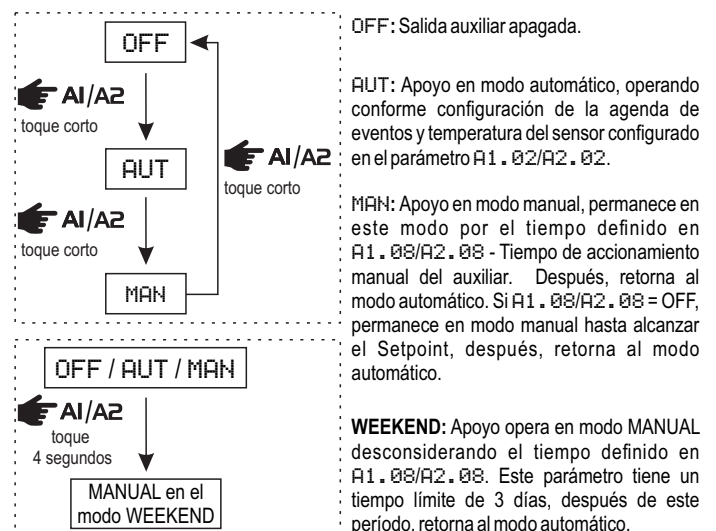 OFF
AI/A2
toque corto
AUT
AI/A2
toque corto
AI/A2
toque corto
MAN
OFF / AUT / MAN
AI/A2
toque
4 segundos
MANUAL en el
modo WEEKEND
OFF: Salida auxiliar apagada.
AUT: Apoyo en modo automático, operando
conforme configuración de la agenda de
eventos y temperatura del sensor configurado
en el parámetro A1.02/A2.02.
MAN: Apoyo en modo manual, permanece en
este modo por el tiempo definido en
A1.08/A2.08 - Tiempo de accionamiento
manual del auxiliar. Después, retorna al
modo automático. Si A1.08/A2.08 = OFF,
permanece en modo manual hasta alcanzar
el Setpoint, después, retorna al modo
automático.
WEEKEND: Apoyo opera en modo MANUAL
desconsiderando el tiempo definido en
A1.08/A2.08. Este parámetro tiene un
tiempo límite de 3 días, después de este
período, retorna al modo automático.